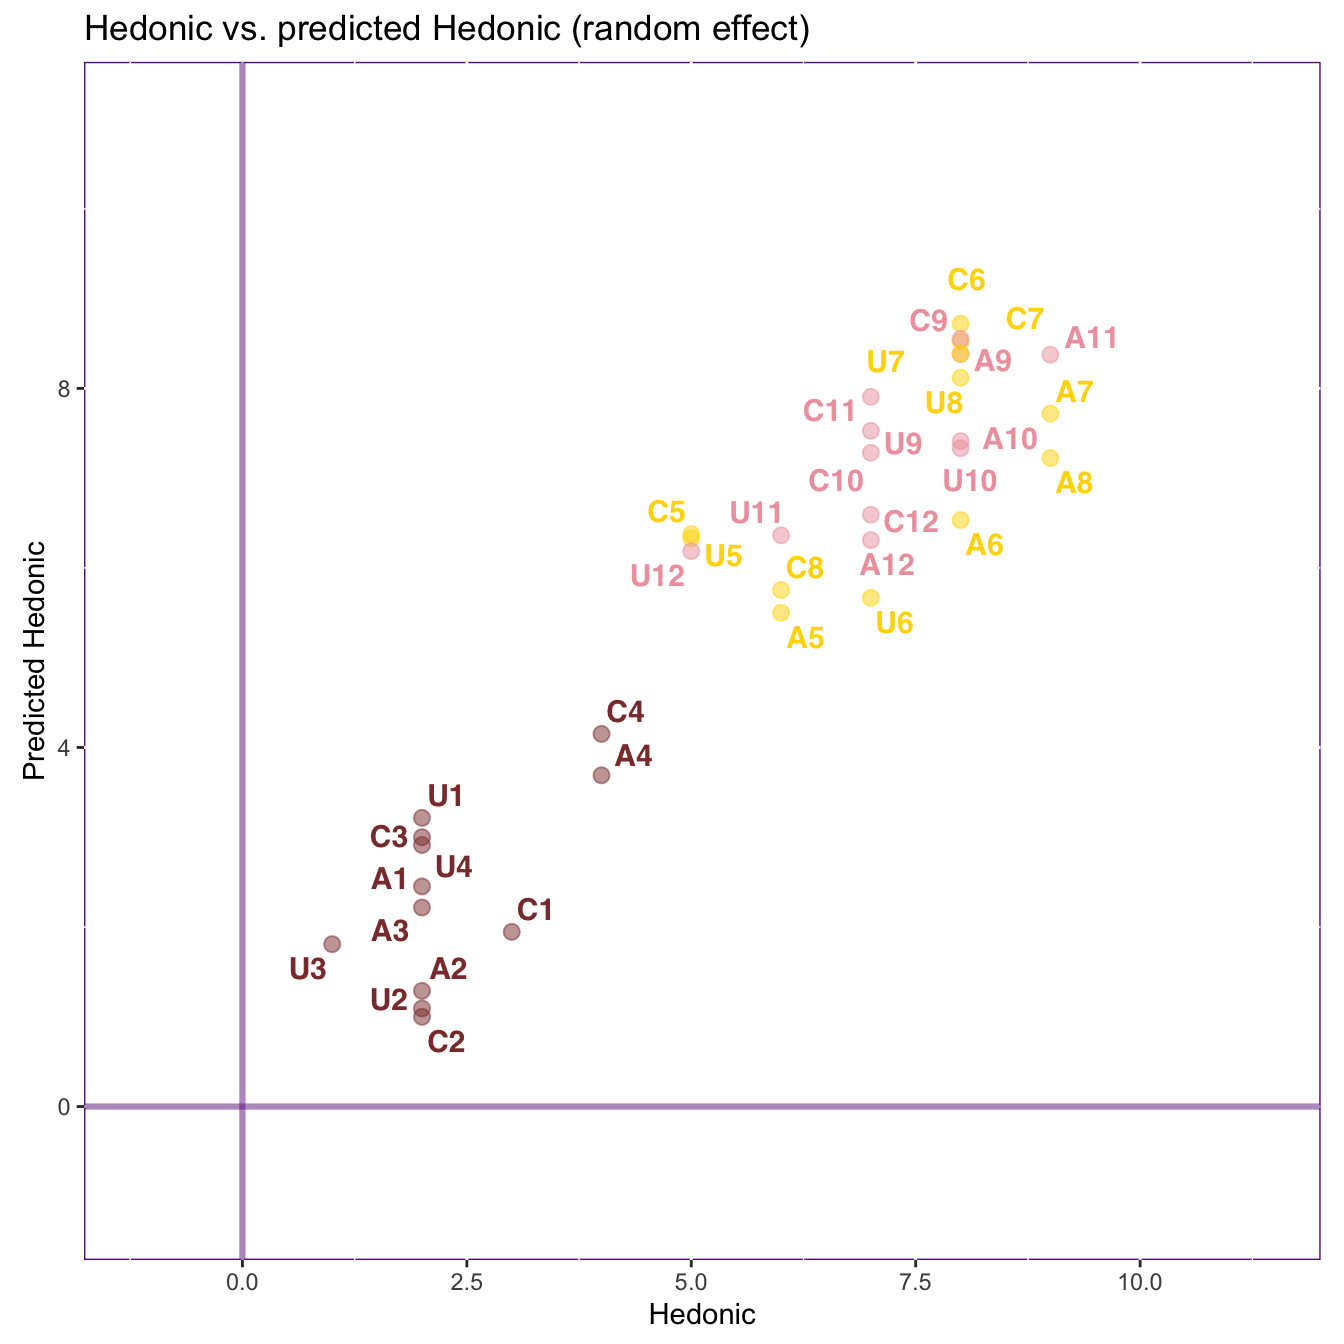 Hedonic vs. predicted Hedonic (random effect)
C6
C9
C7
A11
U7
A9
A7
U8
C11
U9
A10
C10
U10
A8
C5
U11
C12
A6
U5
U12
C8
A12
A5
U6
C4
A4
U1
C3
U4
A1
C1
A3
U3
A2
U2
C2
8
4
0
Predicted Hedonic
0.0 2.5 5.0 7.5 10.0
Hedonic